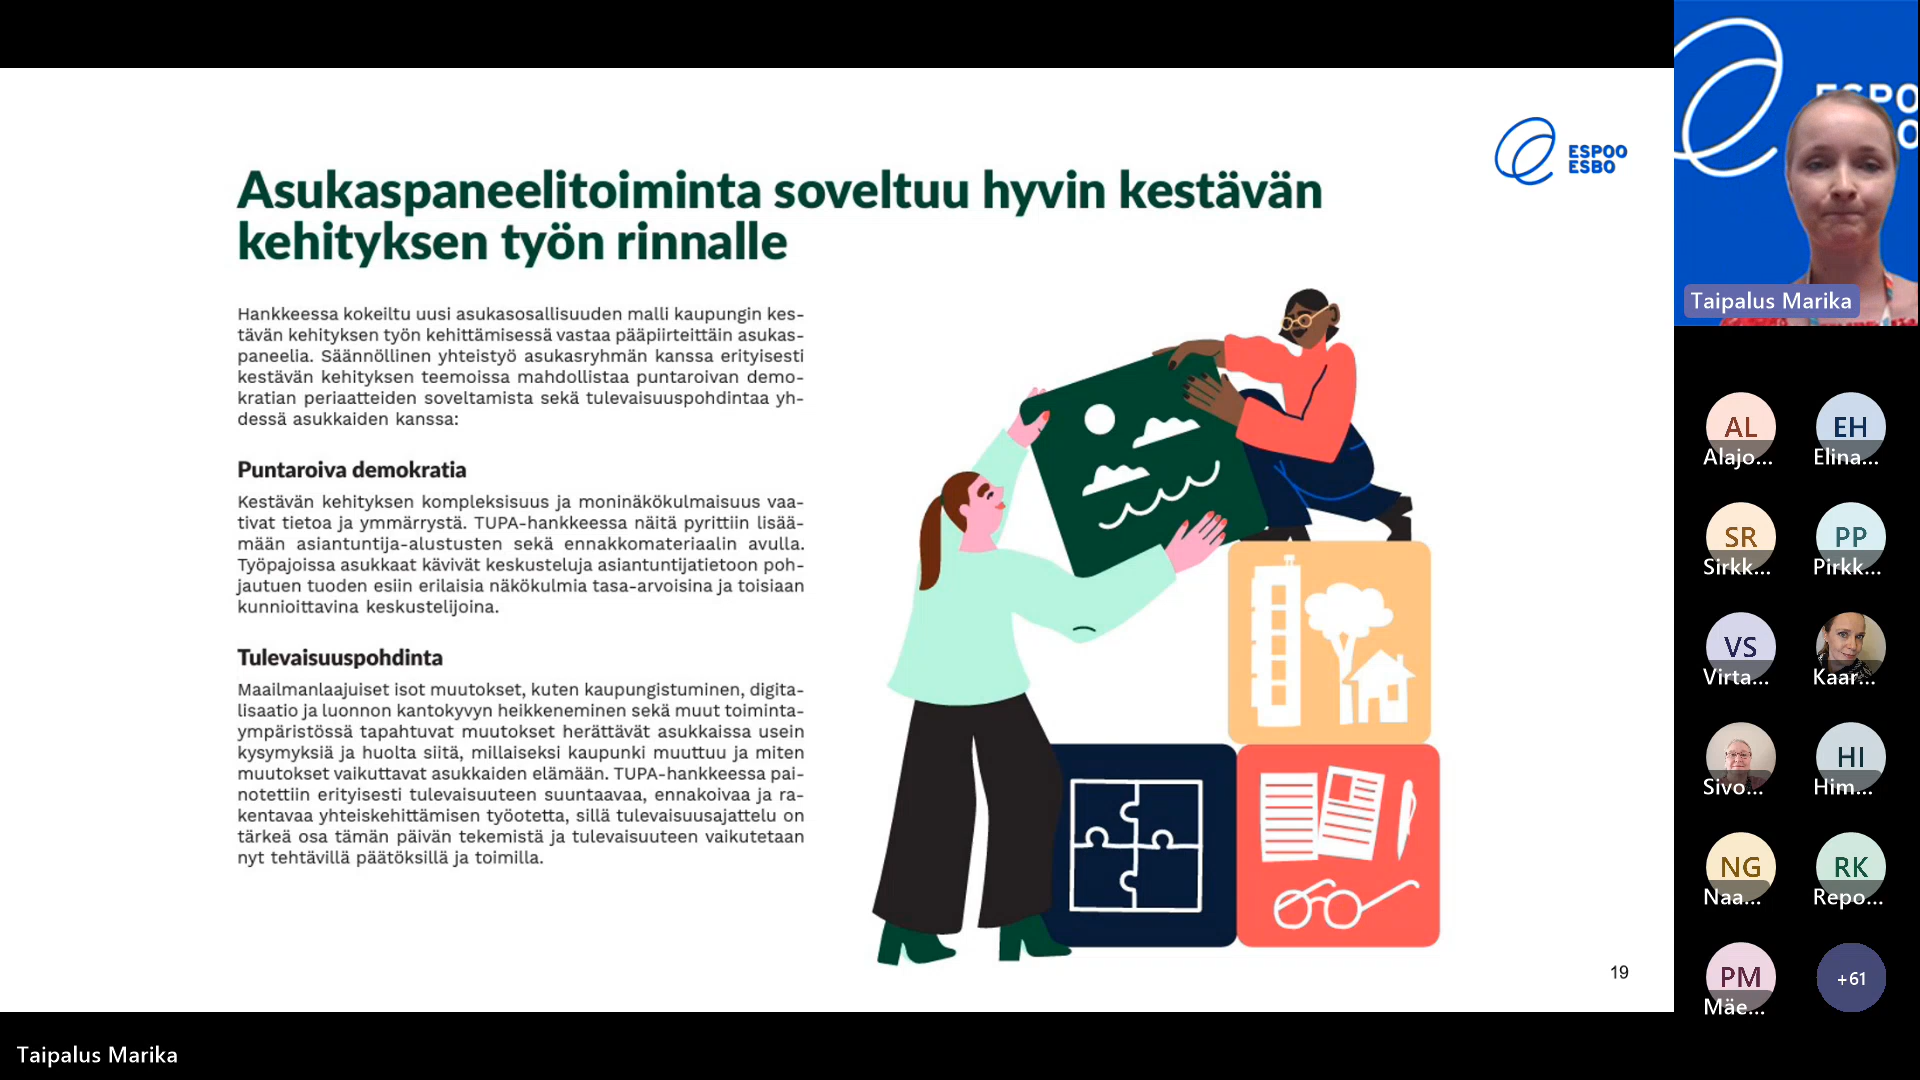 ESPOO
ESBO
Asukaspaneelitoiminta soveltuu hyvin kestävän
kehityksen työn rinnalle
Hankkeessa kokeiltu uusi asukasosallisuuden malli kaupungin kes-
tävän kehityksen työn kehittämisessä vastaa pääpiirteittäin asukas-
paneelia. Säännöllinen yhteistyö asukasryhmän kanssa erityisesti
kestävän kehityksen teemoissa mahdollistaa puntaroivan demo-
kratian periaatteiden soveltamista sekä tulevaisuuspohdintaa yh-
dessä asukkaiden kanssa:
Puntaroiva demokratia
Kestävän kehityksen kompleksisuus ja moninäkökulmaisuus vaa-
tivat tietoa ja ymmärrystä. TUPA-hankkeessa näitä pyrittiin lisää-
mään asiantuntija-alustusten sekä ennakkomateriaalin avulla.
Työpajoissa asukkaat kävivät keskusteluja asiantuntijatietoon poh-
jautuen tuoden esiin erilaisia näkökulmia tasa-arvoisina ja toisiaan
kunnioittavina keskustelijoina.
Tulevaisuuspohdinta
Maailmanlaajuiset isot muutokset, kuten kaupungistuminen, digita-
lisaatio ja luonnon kantokyvyn heikkeneminen sekä muut toiminta-
ympäristössä tapahtuvat muutokset herättävät asukkaissa usein
kysymyksiä ja huolta siitä, millaiseksi kaupunki muuttuu ja miten
muutokset vaikuttavat asukkaiden elämään. TUPA-hankkeessa pai-
notettiin erityisesti tulevaisuuteen suuntaavaa, ennakoivaa ja ra-
kentavaa yhteiskehittämisen työotetta, sillä tulevaisuusajattelu on
tärkeä osa tämän päivän tekemistä ja tulevaisuuteen vaikutetaan
nyt tehtävillä päätöksillä ja toimilla.
19
Taipalus Marika
Taipalus Marika
AL
Alajo...
EH
Elina...
SR
Sirkk...
PP
Pirkk...
VS
Virta...
Kaar...
Sivo...
HI
Him...
NG
Naa...
RK
Repo...
PM
Mäe...
+61